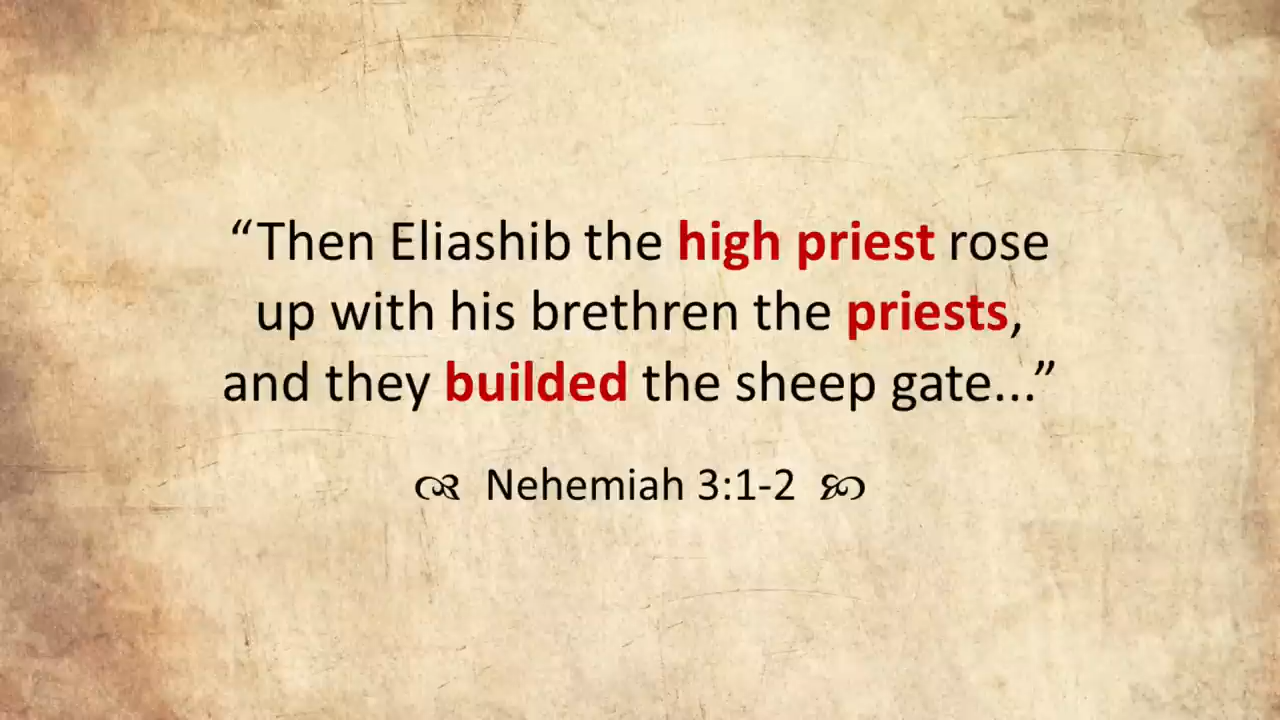 “Then Eliashib the high priest rose
up with his brethren the priests,
and they builded the sheep gate...”
Nehemiah 3:1-2